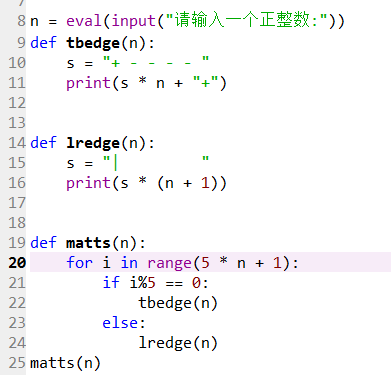 7
8 n = eval(input("请输入一个正整数:"))
9 def tbedge(n):
10     s = "+ - - - - "
11     print(s * n + "+")
12
13
14 def lredge(n):
15     s = "|         "
16     print(s * (n + 1))
17
18
19 def matts(n):
20     for i in range(5 * n + 1):
21         if i%5 == 0:
22             tbedge(n)
23         else:
24             lredge(n)
25 matts(n)